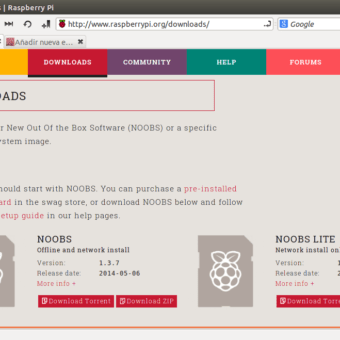 s | Raspberry Pi
http://www.raspberrypi.org/downloads/
Google
Añadir nueva e...
DOWNLOADS
COMMUNITY
HELP
FORUMS
OADS
r New Out Of the Box Software (NOOBS) or a specific
ystem image.
hould start with NOOBS. You can purchase a pre-installed
ard in the swag store, or download NOOBS below and follow
etup guide in our help pages.
NOOBS
Offline and network install
Version: 1.3.7
Release date: 2014-05-06
More info +
Download Torrent
Download ZIP
NOOBS LITE
Network install on
Version:
Release date:
More info +
Download Torre